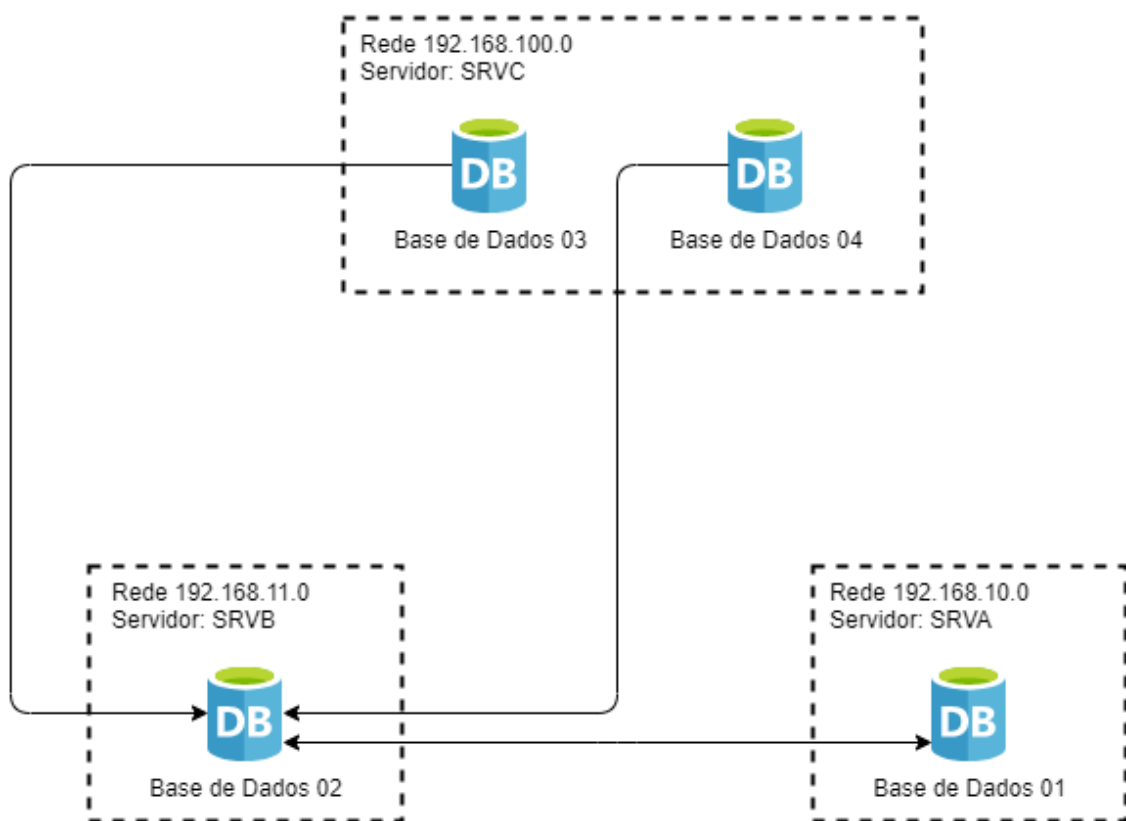 Rede 192.168.100.0
Servidor: SRVC
DB
DB
Base de Dados 03
Base de Dados 04
Rede 192.168.11.0
Servidor: SRVB
DB
Base de Dados 02
Rede 192.168.10.0
Servidor: SRVA
DB
Base de Dados 01